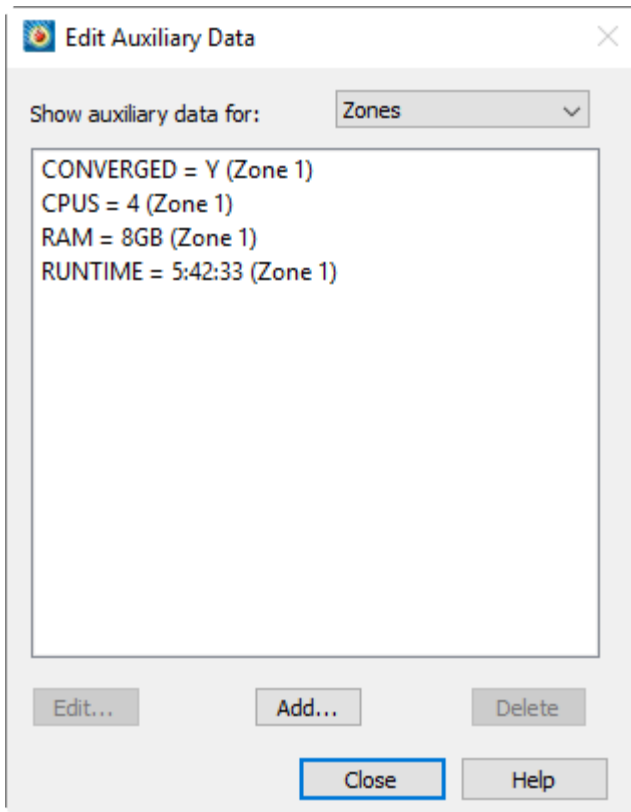 Edit Auxiliary Data
Show auxiliary data for: Zones
CONVERGED = Y (Zone 1)
CPUS = 4 (Zone 1)
RAM = 8GB (Zone 1)
RUNTIME = 5:42:33 (Zone 1)
Edit... Add... Delete
Close Help